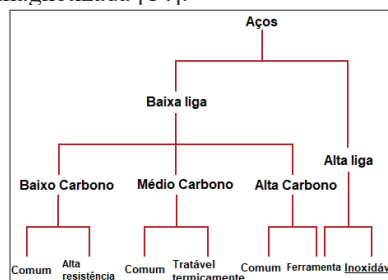 Aços
Baixa liga
Alta liga
Baixo Carbono Médio Carbono Alta Carbono
Comum Alta resistência Comum Tratável termicamente Comum Ferramenta